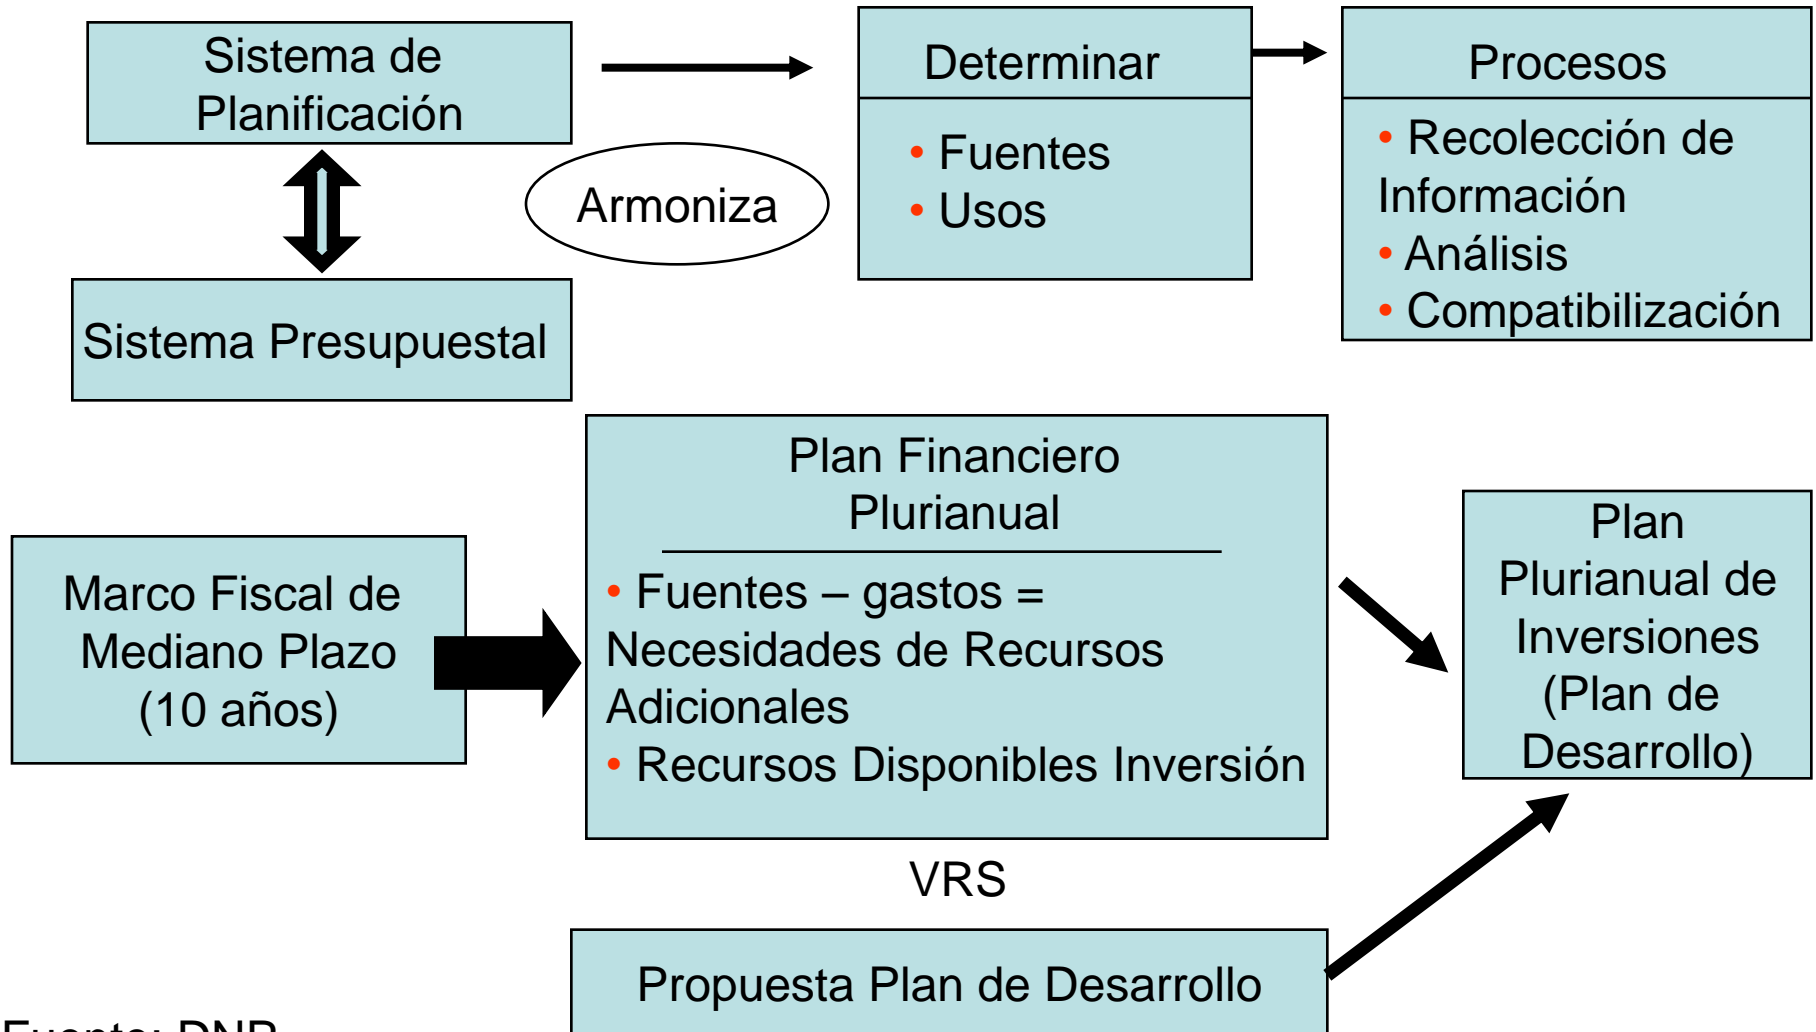 Sistema de
Planificación
Determinar
Procesos
• Fuentes
• Usos
• Recolección de
Información
• Análisis
• Compatibilización
Armoniza
Sistema Presupuestal
Plan Financiero
Plurianual
• Fuentes – gastos =
Necesidades de Recursos
Adicionales
• Recursos Disponibles Inversión
Marco Fiscal de
Mediano Plazo
(10 años)
Plan
Plurianual de
Inversiones
(Plan de
Desarrollo)
VRS
Propuesta Plan de Desarrollo
Fuente: DNP